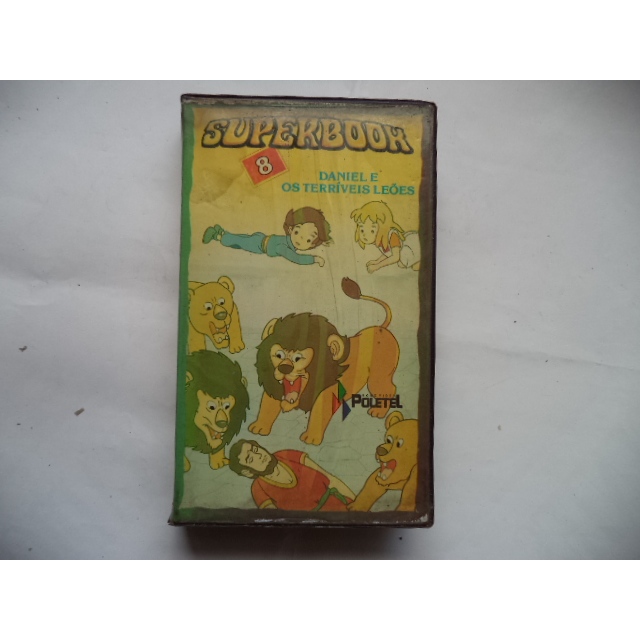 SUPERBOOK
8
DANIEL E
OS TERRÍVEIS LEÕES
POLETEL